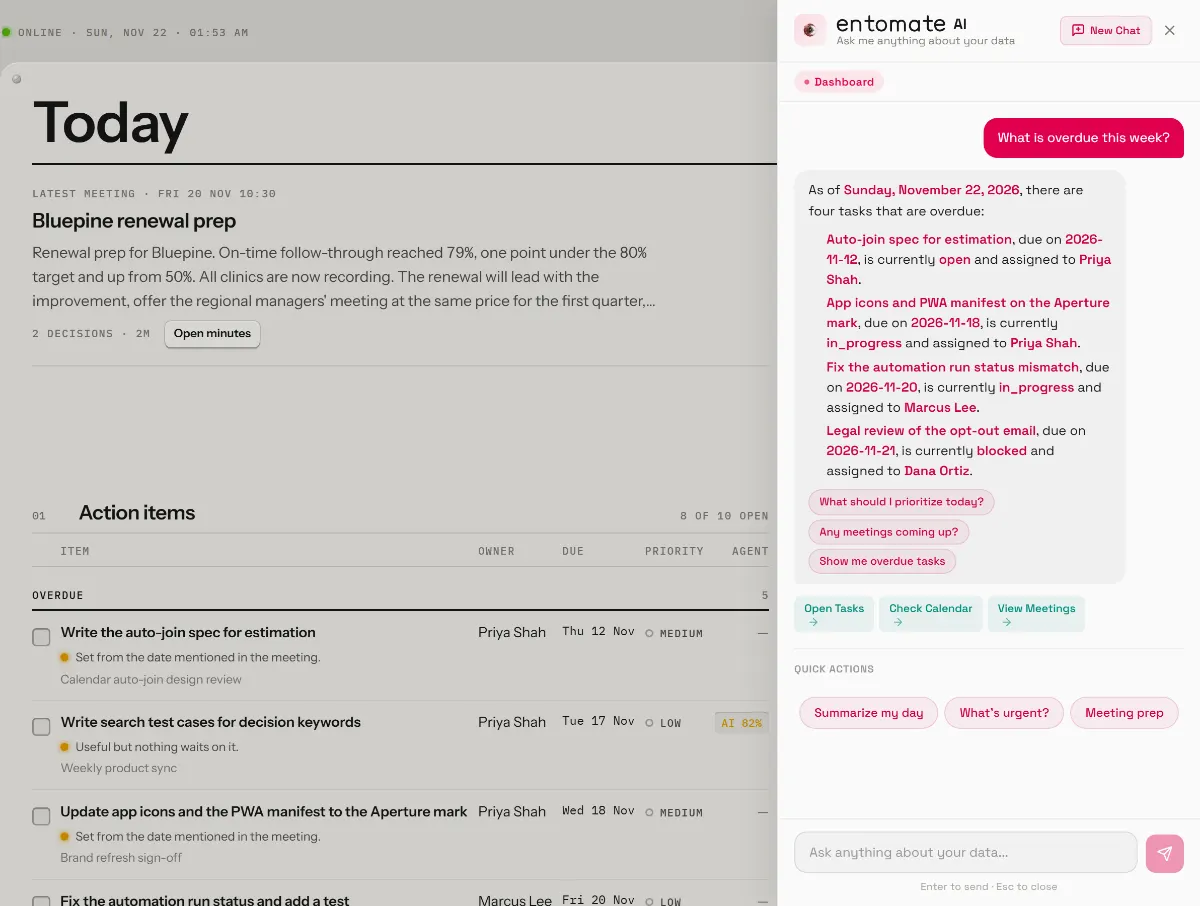 ONLINE · SUN, NOV 22 · 01:53 AM
Today
LATEST MEETING · FRI 20 NOV 10:30
Bluepine renewal prep
Renewal prep for Bluepine. On-time follow-through reached 79%, one point under the 80%
target and up from 50%. All clinics are now recording. The renewal will lead with the
improvement, offer the regional managers' meeting at the same price for the first quarter,...
2 DECISIONS · 2M
Open minutes
01 Action items 8 OF 10 OPEN
ITEM OWNER DUE PRIORITY AGENT
OVERDUE 5
Write the auto-join spec for estimation Priya Shah Thu 12 Nov MEDIUM —
Set from the date mentioned in the meeting.
Calendar auto-join design review
Write search test cases for decision keywords Priya Shah Tue 17 Nov LOW AI 82%
Useful but nothing waits on it.
Weekly product sync
Update app icons and the PWA manifest to the Aperture mark Priya Shah Wed 18 Nov MEDIUM —
Set from the date mentioned in the meeting.
Brand refresh sign-off
Fix the automation run status and add a test Marcus Lee Fri 20 Nov LOW —
entomate AI
Ask me anything about your data
New Chat
Dashboard
What is overdue this week?
As of Sunday, November 22, 2026, there are
four tasks that are overdue:
Auto-join spec for estimation, due on 2026-
11-12, is currently open and assigned to Priya
Shah.
App icons and PWA manifest on the Aperture
mark, due on 2026-11-18, is currently
in_progress and assigned to Priya Shah.
Fix the automation run status mismatch, due
on 2026-11-20, is currently in_progress and
assigned to Marcus Lee.
Legal review of the opt-out email, due on
2026-11-21, is currently blocked and
assigned to Dana Ortiz.
What should I prioritize today?
Any meetings coming up?
Show me overdue tasks
Open Tasks →
Check Calendar →
View Meetings →
QUICK ACTIONS
Summarize my day
What's urgent?
Meeting prep
Ask anything about your data...
Enter to send · Esc to close